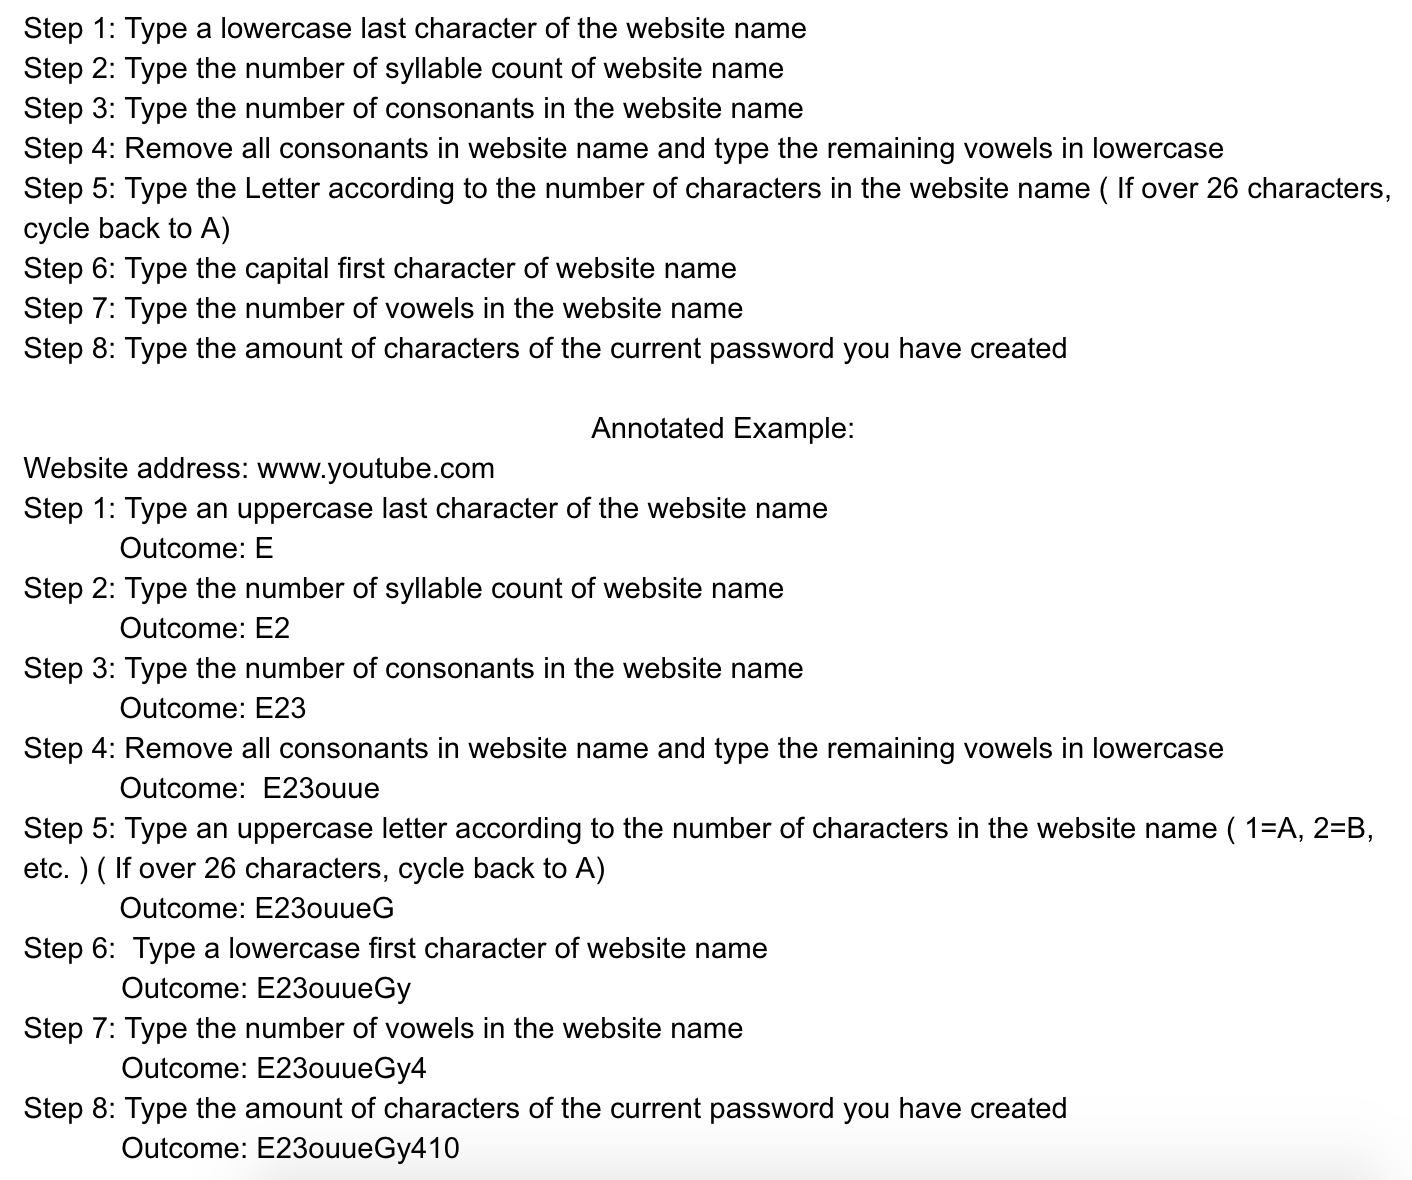 Step 1: Type a lowercase last character of the website name
Step 2: Type the number of syllable count of website name
Step 3: Type the number of consonants in the website name
Step 4: Remove all consonants in website name and type the remaining vowels in lowercase
Step 5: Type the Letter according to the number of characters in the website name ( If over 26 characters,
cycle back to A)
Step 6: Type the capital first character of website name
Step 7: Type the number of vowels in the website name
Step 8: Type the amount of characters of the current password you have created
Annotated Example:
Website address: www.youtube.com
Step 1: Type an uppercase last character of the website name
Outcome: E
Step 2: Type the number of syllable count of website name
Outcome: E2
Step 3: Type the number of consonants in the website name
Outcome: E23
Step 4: Remove all consonants in website name and type the remaining vowels in lowercase
Outcome:  E23ouue
Step 5: Type an uppercase letter according to the number of characters in the website name ( 1=A, 2=B,
etc. ) ( If over 26 characters, cycle back to A)
Outcome: E23ouueG
Step 6:  Type a lowercase first character of website name
Outcome: E23ouueGy
Step 7: Type the number of vowels in the website name
Outcome: E23ouueGy4
Step 8: Type the amount of characters of the current password you have created
Outcome: E23ouueGy410